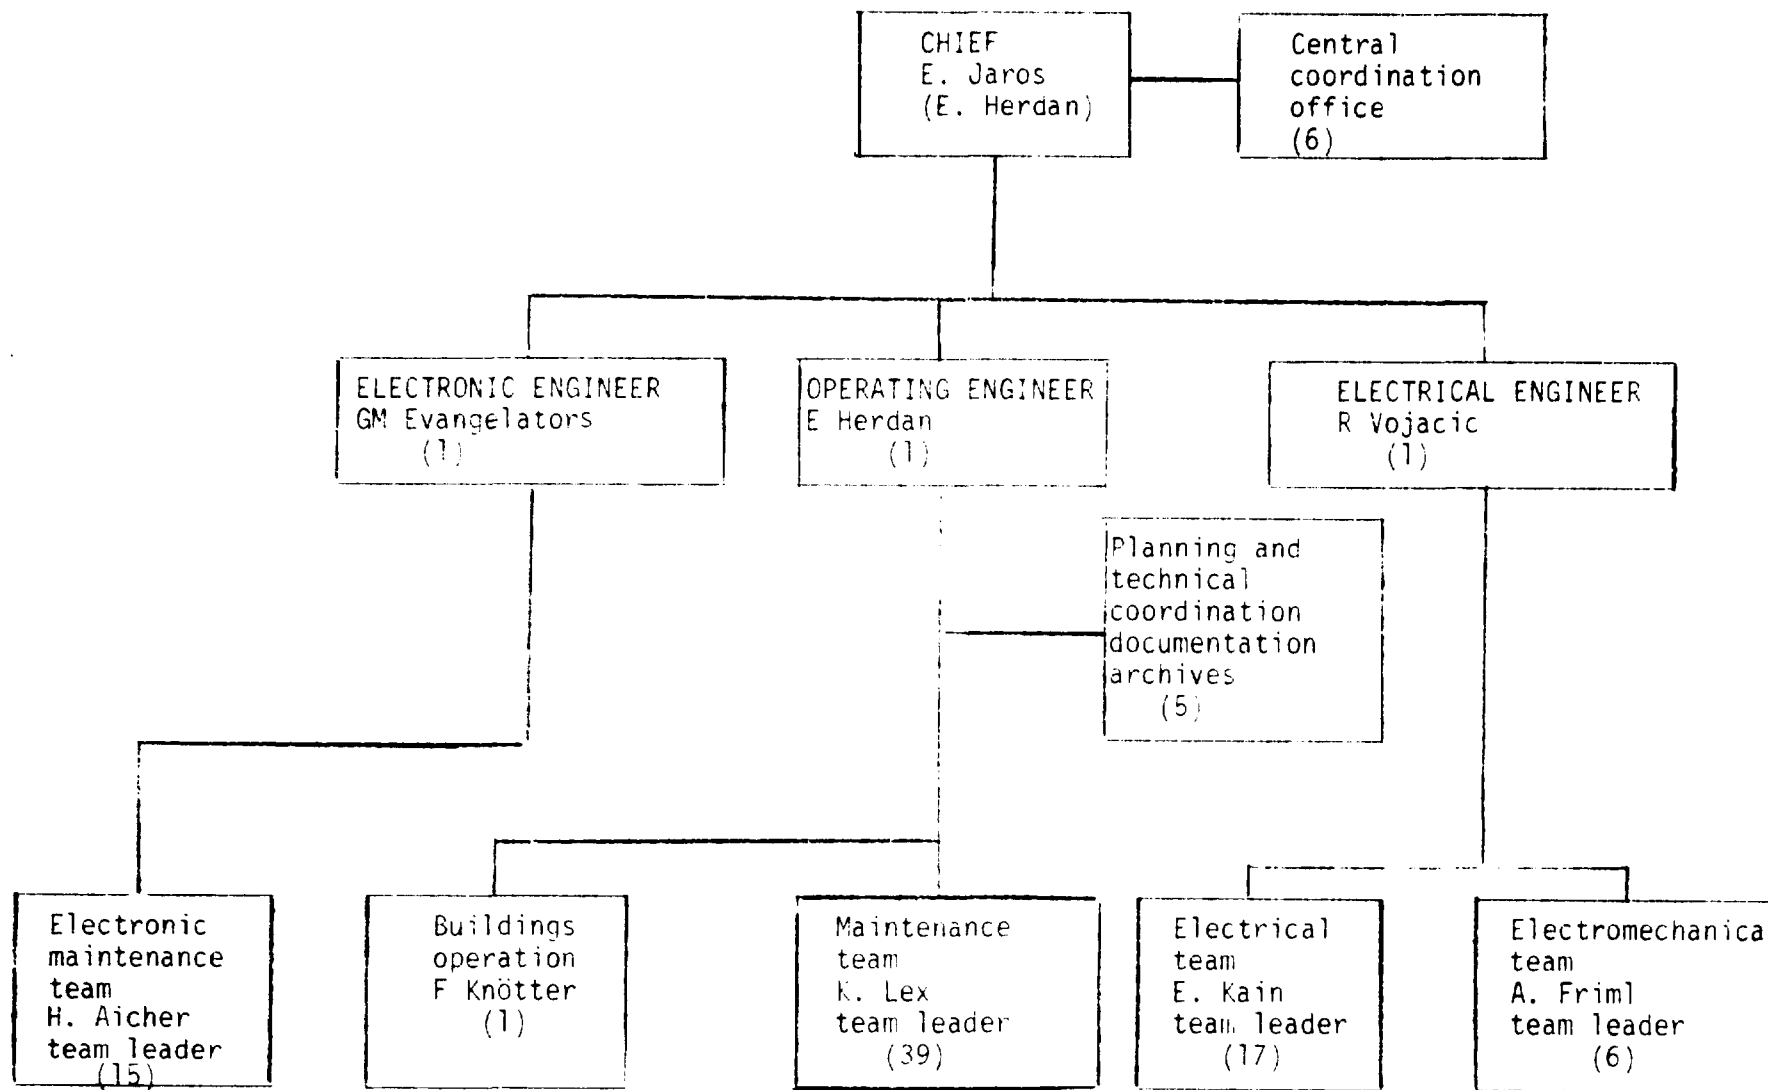 CHIEF
E. Jaros
(E. Herdan)
Central
coordination
office
(6)
ELECTRONIC ENGINEER
GM Evangelators
(1)
OPERATING ENGINEER
E Herdan
(1)
ELECTRICAL ENGINEER
R Vojacic
(1)
Planning and
technical
coordination
documentation
archives
(5)
Electronic
maintenance
team
H. Aicher
team leader
(15)
Buildings
operation
F Knötter
(1)
Maintenance
team
K. Lex
team leader
(39)
Electrical
team
E. Kain
team leader
(17)
Electromechanica
team
A. Friml
team leader
(6)